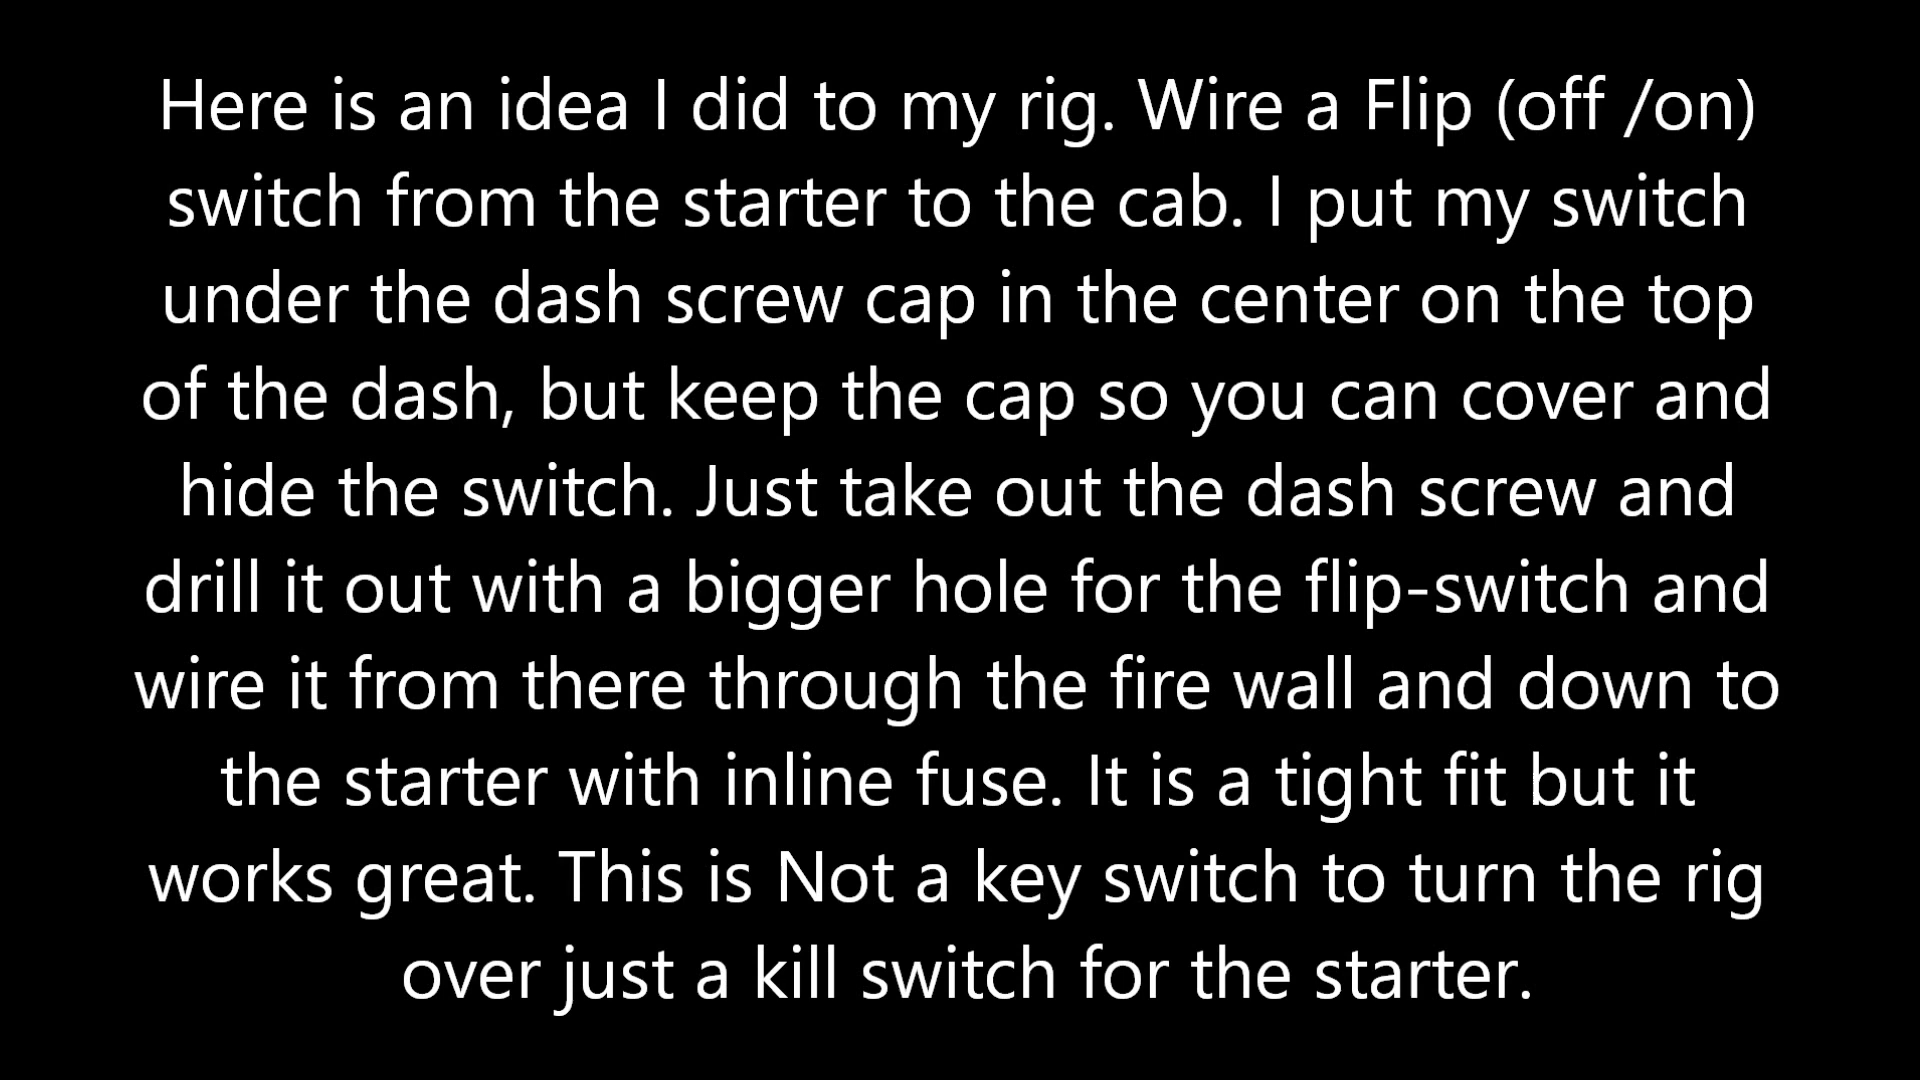 Here is an idea I did to my rig. Wire a Flip (off /on)
switch from the starter to the cab. I put my switch
under the dash screw cap in the center on the top
of the dash, but keep the cap so you can cover and
hide the switch. Just take out the dash screw and
drill it out with a bigger hole for the flip-switch and
wire it from there through the fire wall and down to
the starter with inline fuse. It is a tight fit but it
works great. This is Not a key switch to turn the rig
over just a kill switch for the starter.